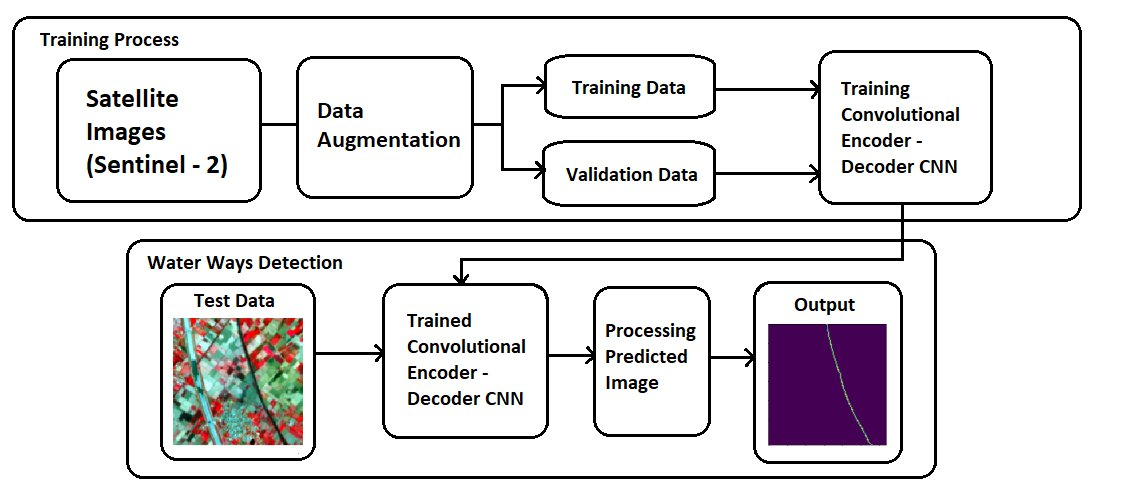 Training Process
Satellite
Images
(Sentinel - 2)
Data
Augmentation
Training Data
Validation Data
Training
Convolutional
Encoder -
Decoder CNN
Water Ways Detection
Test Data
Trained
Convolutional
Encoder -
Decoder CNN
Processing
Predicted
Image
Output